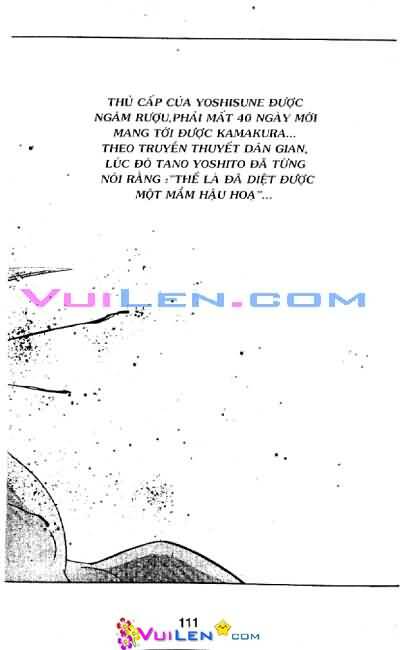 THỦ CẤP CỦA YOSHISUNE ĐƯỢC
NGÂM RƯỢU,PHẢI MẤT 40 NGÀY MỚI
MANG TỚI ĐƯỢC KAMAKURA...
THEO TRUYỀN THUYẾT DÂN GIAN,
LÚC ĐÓ TANO YOSHITO ĐÃ TỪNG
NÓI RẰNG :"THẾ LÀ ĐÃ DIỆT ĐƯỢC
MỘT MẦM HẬU HOẠ"...
VUILEN.COM
111
VUILEN.COM